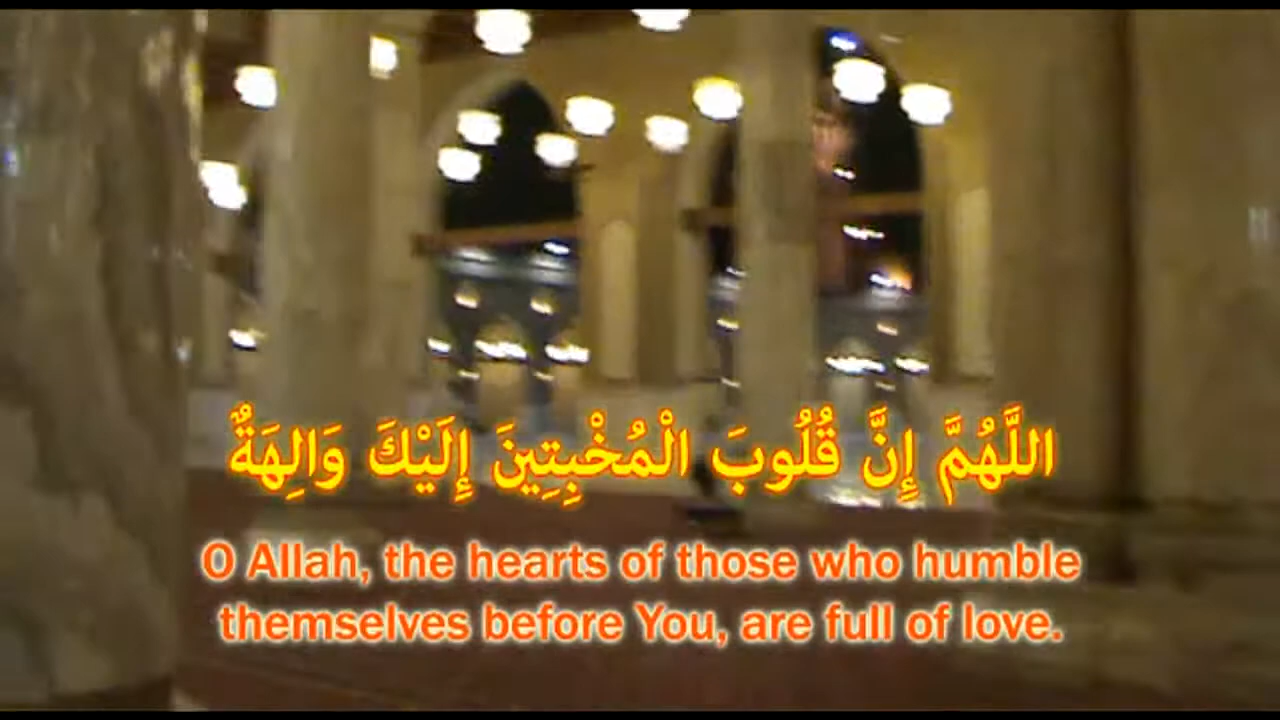 اللَّهُمَّ إِنَّ قُلُوبَ الْمُخْبِتِينَ إِلَيْكَ وَالِهَةٌ
O Allah, the hearts of those who humble
themselves before You, are full of love.